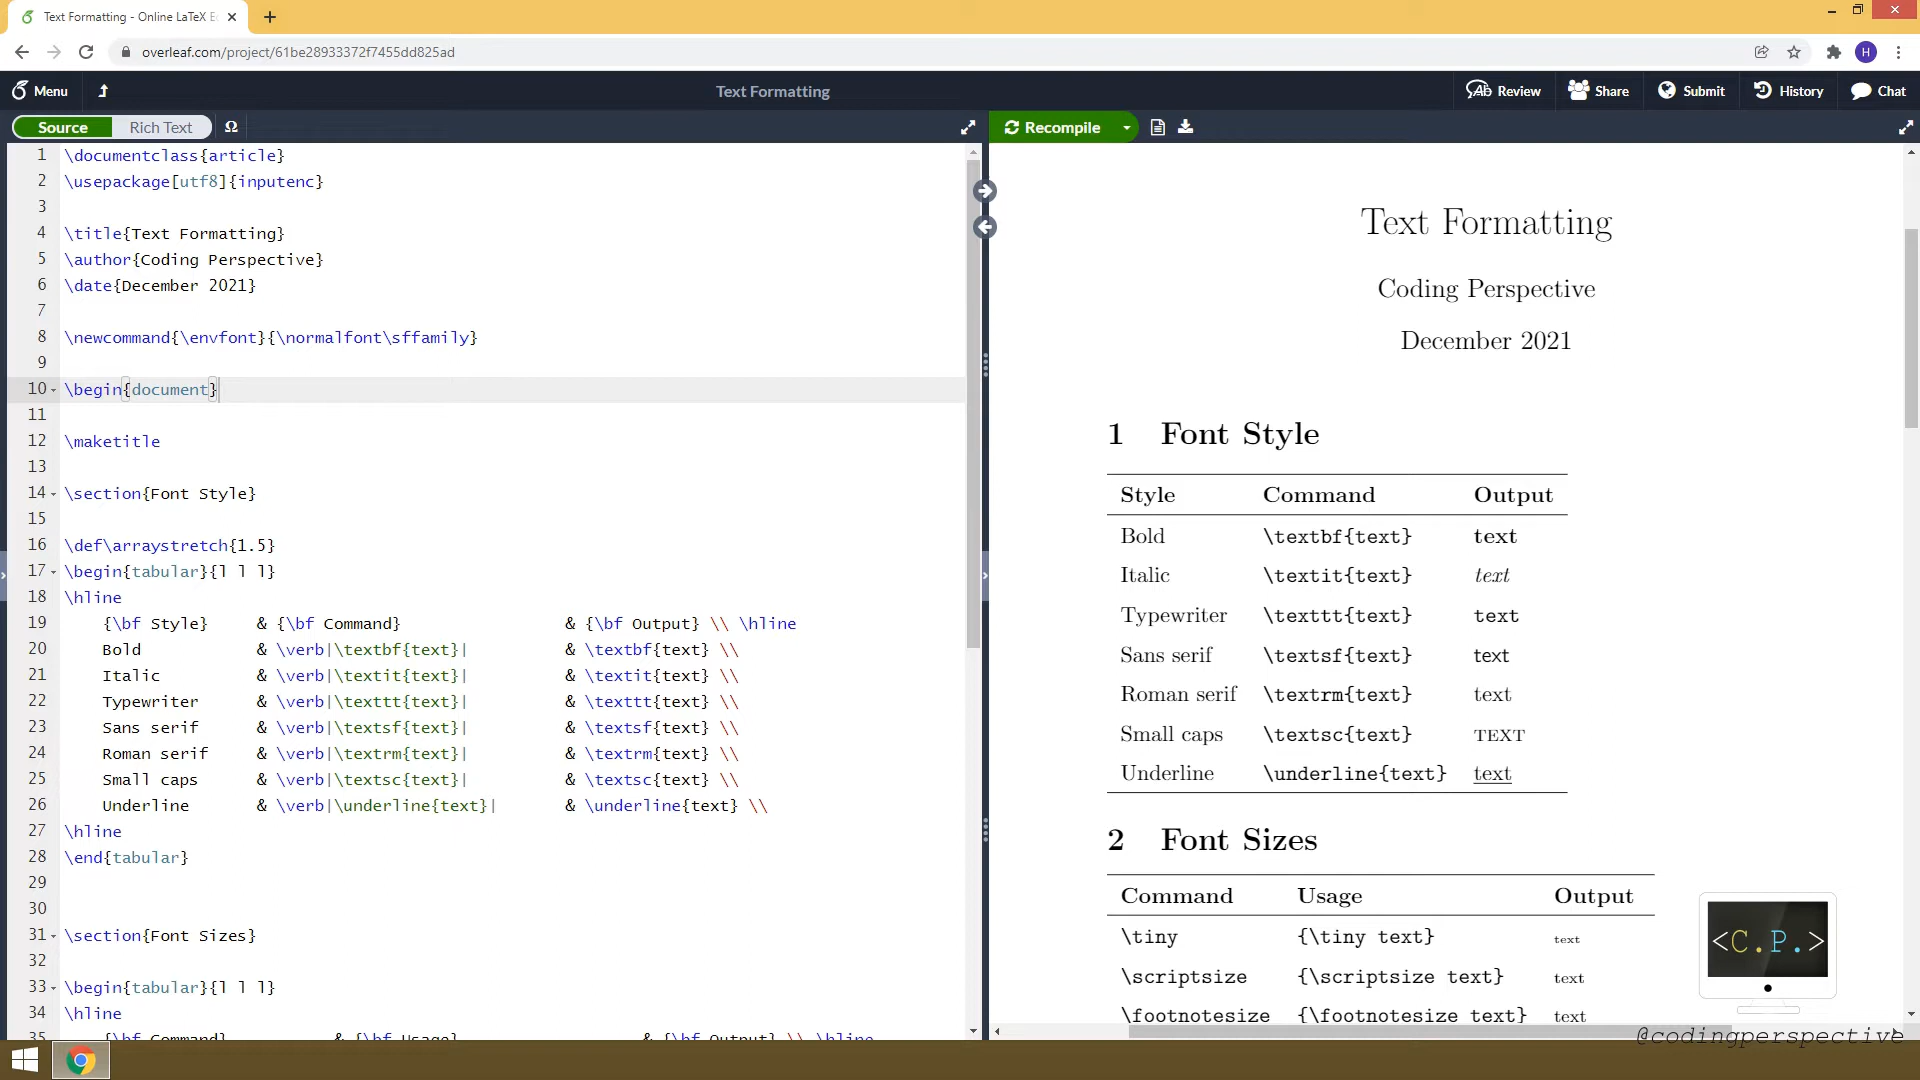 Text Formatting - Online LaTeX E
overleaf.com/project/61be28933372f7455dd825ad
H
Menu
Text Formatting
Review
Share
Submit
History
Chat
Source
Rich Text
Ω
Recompile
1 \documentclass{article}
2 \usepackage[utf8]{inputenc}
3
4 \title{Text Formatting}
5 \author{Coding Perspective}
6 \date{December 2021}
7
8 \newcommand{\envfont}{\normalfont\sffamily}
9
10 \begin{document}
11
12 \maketitle
13
14 \section{Font Style}
15
16 \def\arraystretch{1.5}
17 \begin{tabular}{l l l}
18 \hline
19 {\bf Style} & {\bf Command} & {\bf Output} \\ \hline
20 Bold & \verb|\textbf{text}| & \textbf{text} \\
21 Italic & \verb|\textit{text}| & \textit{text} \\
22 Typewriter & \verb|\texttt{text}| & \texttt{text} \\
23 Sans serif & \verb|\textsf{text}| & \textsf{text} \\
24 Roman serif & \verb|\textrm{text}| & \textrm{text} \\
25 Small caps & \verb|\textsc{text}| & \textsc{text} \\
26 Underline & \verb|\underline{text}| & \underline{text} \\
27 \hline
28 \end{tabular}
29
30
31 \section{Font Sizes}
32
33 \begin{tabular}{l l l}
34 \hline
35 {\bf Command} & {\bf Usage} & {\bf Output} \\ \hline
Text Formatting
Coding Perspective
December 2021
1 Font Style
Style Command Output
Bold \textbf{text} text
Italic \textit{text} text
Typewriter \texttt{text} text
Sans serif \textsf{text} text
Roman serif \textrm{text} text
Small caps \textsc{text} TEXT
Underline \underline{text} text
2 Font Sizes
Command Usage Output
\tiny {\tiny text} text
\scriptsize {\scriptsize text} text
\footnotesize {\footnotesize text} text
<C.P.>
@codingperspective